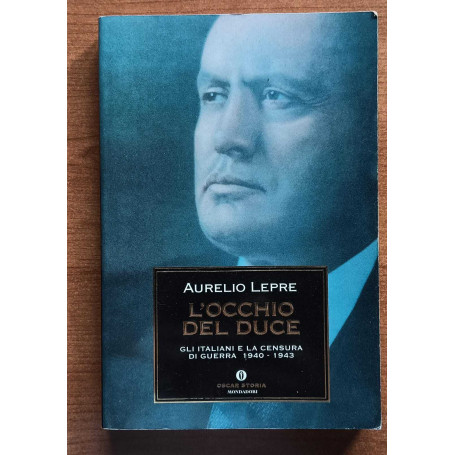 AURELIO LEPRE
L'OCCHIO
DEL DUCE
GLI ITALIANI E LA CENSURA
DI GUERRA 1940 - 1943
OSCAR STORIA
MONDADORI